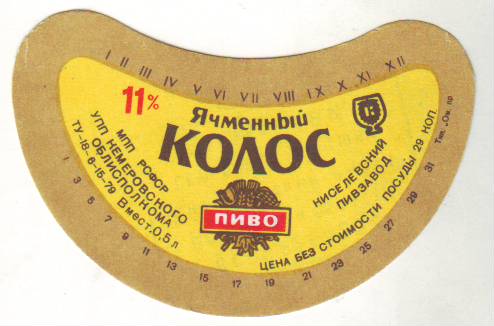 I II III IV V VI VII VIII IX X XI XII
11%
Ячменный
КОЛОС
ПИВО
МПП РСФСР
УПП КЕМЕРОВСКОГО
ОБЛИСПОЛКОМА
ТУ-18-6-15-79 Вмест. 0,5 л
КИСЕЛЕВСКИЙ
ПИВЗАВОД
ЦЕНА БЕЗ СТОИМОСТИ ПОСУДЫ 29 КОП.
1 3 5 7 9 11 13 15 17 19 21 23 25 27 29 31